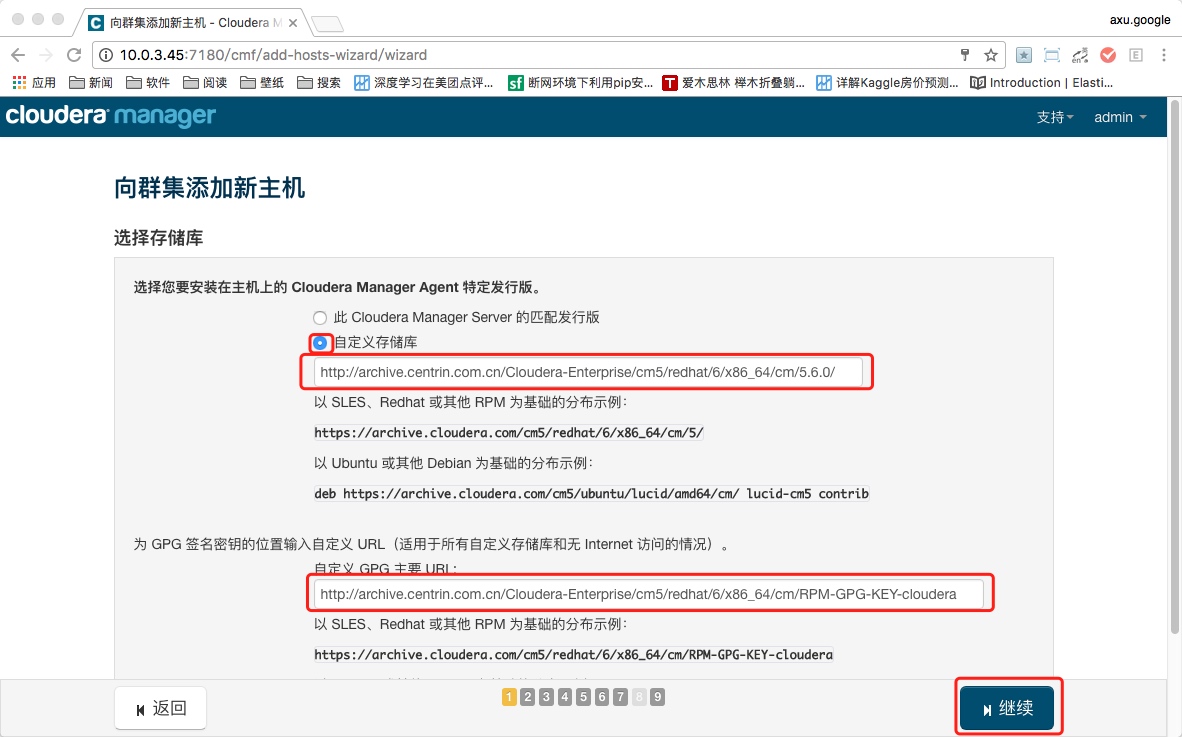 向群集添加新主机 - Cloudera M
axu.google
10.0.3.45:7180/cmf/add-hosts-wizard/wizard
应用 新闻 软件 阅读 壁纸 搜索 深度学习在美团点评... 断网环境下利用pip安... 爱木思林 榉木折叠躺... 详解Kaggle房价预测... Introduction | Elasti...
cloudera manager 支持 admin
向群集添加新主机
选择存储库
选择您要安装在主机上的 Cloudera Manager Agent 特定发行版。
此 Cloudera Manager Server 的匹配发行版
自定义存储库
http://archive.centrin.com.cn/Cloudera-Enterprise/cm5/redhat/6/x86_64/cm/5.6.0/
以 SLES、Redhat 或其他 RPM 为基础的分布示例：
https://archive.cloudera.com/cm5/redhat/6/x86_64/cm/5/
以 Ubuntu 或其他 Debian 为基础的分布示例：
deb https://archive.cloudera.com/cm5/ubuntu/lucid/amd64/cm/ lucid-cm5 contrib
为 GPG 签名密钥的位置输入自定义 URL（适用于所有自定义存储库和无 Internet 访问的情况）。
自定义 GPG 主要 URL：
http://archive.centrin.com.cn/Cloudera-Enterprise/cm5/redhat/6/x86_64/cm/RPM-GPG-KEY-cloudera
以 SLES、Redhat 或其他 RPM 为基础的分布示例：
https://archive.cloudera.com/cm5/redhat/6/x86_64/cm/RPM-GPG-KEY-cloudera
返回 1 2 3 4 5 6 7 8 9 继续